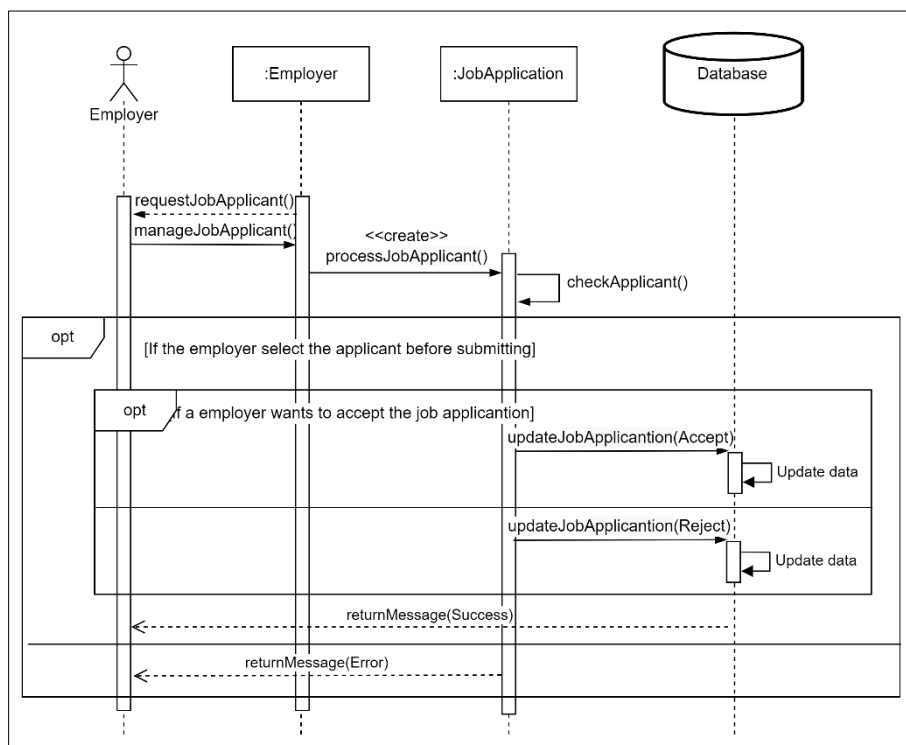 Employer
:Employer
:JobApplication
Database
requestJobApplicant()
manageJobApplicant()
<<create>>
processJobApplicant()
checkApplicant()
opt
[If the employer select the applicant before submitting]
opt
if a employer wants to accept the job applicantion]
updateJobApplicantion(Accept)
Update data
updateJobApplicantion(Reject)
Update data
returnMessage(Success)
returnMessage(Error)